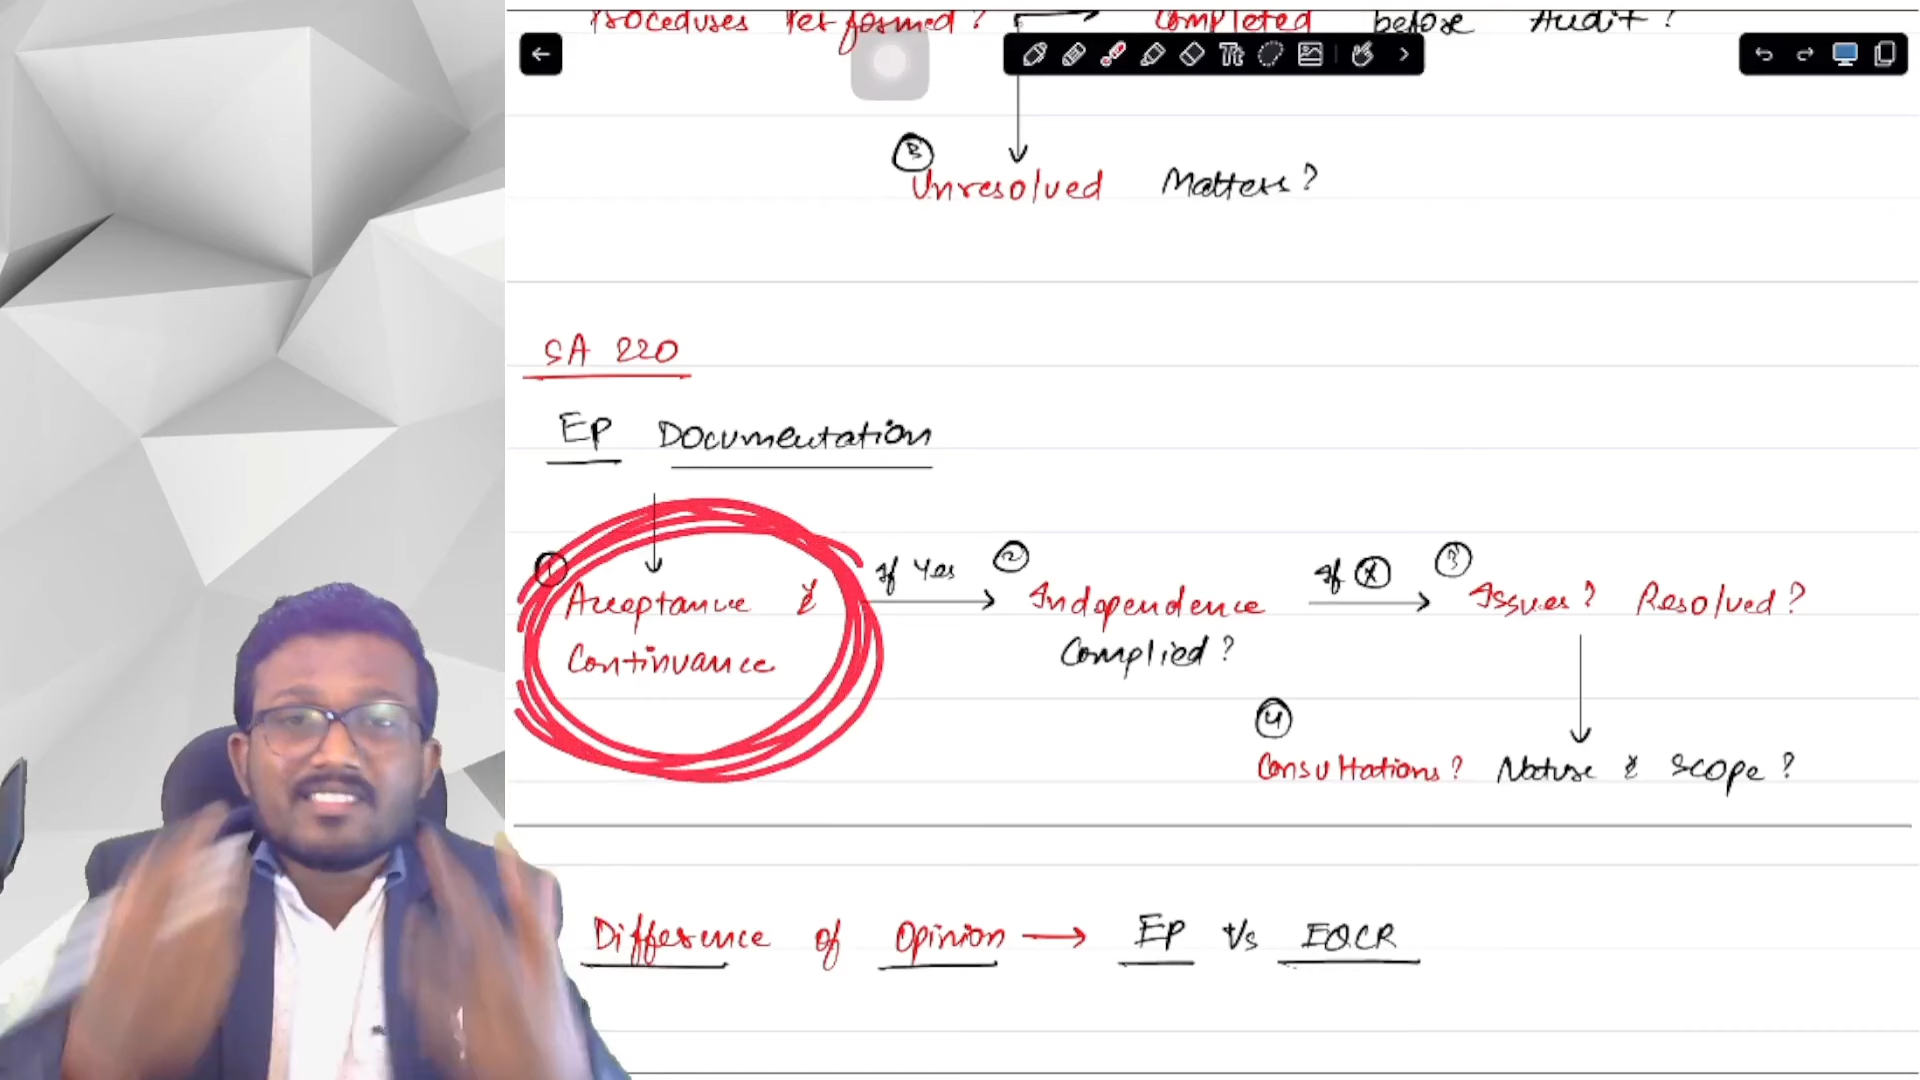 Procedures Performed? Completed before Audit?
Tt
③
Unresolved Matters?
SA 220
EP Documentation
① If Yes ② If ③
Acceptance & Independence Issues? Resolved?
Continuance Complied?
④
Consultations? Nature & Scope?
Difference of Opinion → EP Vs EQCR